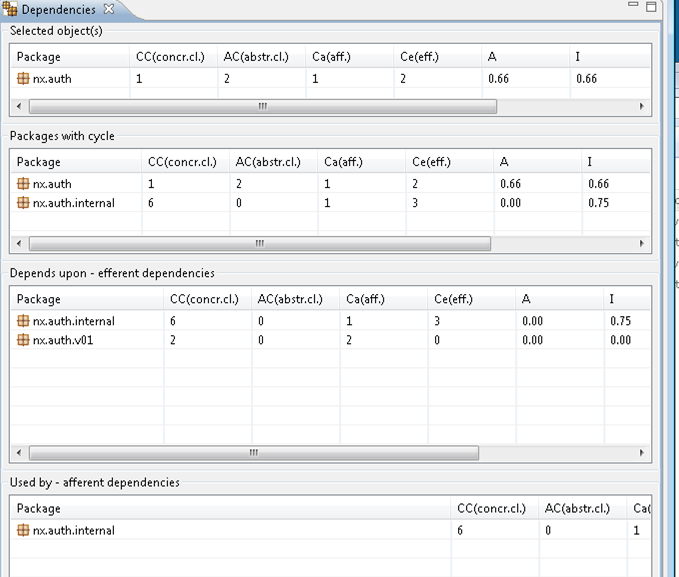 Dependencies
Selected object(s)
Package CC(concr.cl.) AC(abstr.cl.) Ca(aff.) Ce(eff.) A I
nx.auth 1 2 1 2 0.66 0.66
Packages with cycle
Package CC(concr.cl.) AC(abstr.cl.) Ca(aff.) Ce(eff.) A I
nx.auth 1 2 1 2 0.66 0.66
nx.auth.internal 6 0 1 3 0.00 0.75
Depends upon - efferent dependencies
Package CC(concr.cl.) AC(abstr.cl.) Ca(aff.) Ce(eff.) A I
nx.auth.internal 6 0 1 3 0.00 0.75
nx.auth.v01 2 0 2 0 0.00 0.00
Used by - afferent dependencies
Package CC(concr.cl.) AC(abstr.cl.) Ca(
nx.auth.internal 6 0 1